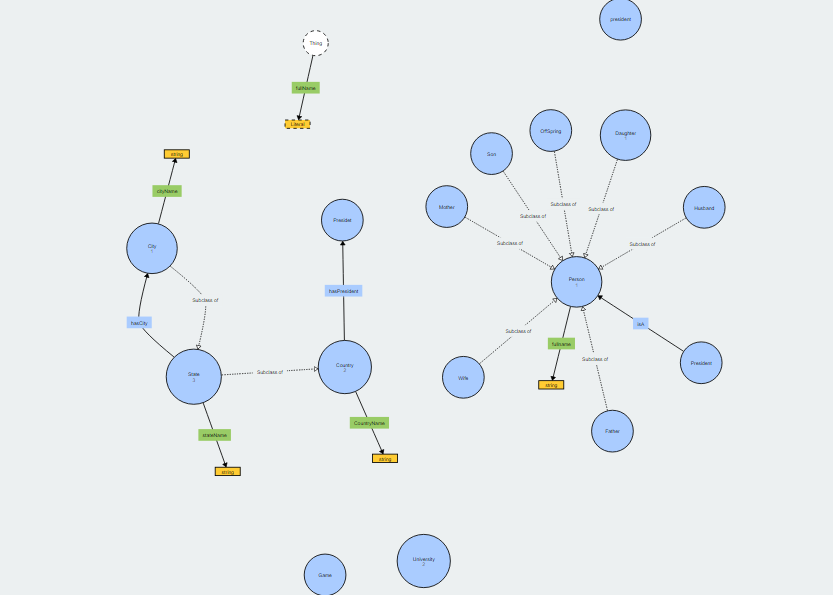 president
Thing
fullName
Literal
string
cityName
City
1
hasCity
Subclass of
State
2
stateName
string
Subclass of
Presidet
hasPresident
Country
2
CountryName
string
Son
OffSpring
Daughter
1
Mother
Husband
Subclass of
Subclass of
Subclass of
Subclass of
Subclass of
Person
4
Subclass of
fullname
string
Subclass of
isA
President
Wife
Father
Game
University
2